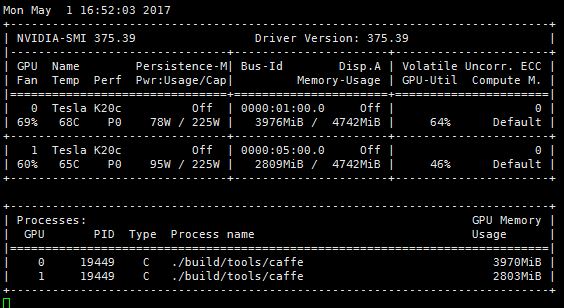 Mon May  1 16:52:03 2017
+-----------------------------------------------------------------------------+
| NVIDIA-SMI 375.39                 Driver Version: 375.39                    |
|-------------------------------+----------------------+----------------------+
| GPU  Name        Persistence-M| Bus-Id        Disp.A | Volatile Uncorr. ECC |
| Fan  Temp  Perf  Pwr:Usage/Cap|         Memory-Usage | GPU-Util  Compute M. |
|===============================+======================+======================|
|   0  Tesla K20c          Off  | 0000:01:00.0     Off |                    0 |
| 69%   68C    P0    78W / 225W |   3976MiB /  4742MiB |     64%      Default |
+-------------------------------+----------------------+----------------------+
|   1  Tesla K20c          Off  | 0000:05:00.0     Off |                    0 |
| 60%   65C    P0    95W / 225W |   2809MiB /  4742MiB |     46%      Default |
+-------------------------------+----------------------+----------------------+
+-----------------------------------------------------------------------------+
| Processes:                                                       GPU Memory |
|  GPU       PID  Type  Process name                               Usage      |
|=============================================================================|
|    0     19449    C   ./build/tools/caffe                           3970MiB |
|    1     19449    C   ./build/tools/caffe                           2803MiB |
+-----------------------------------------------------------------------------+